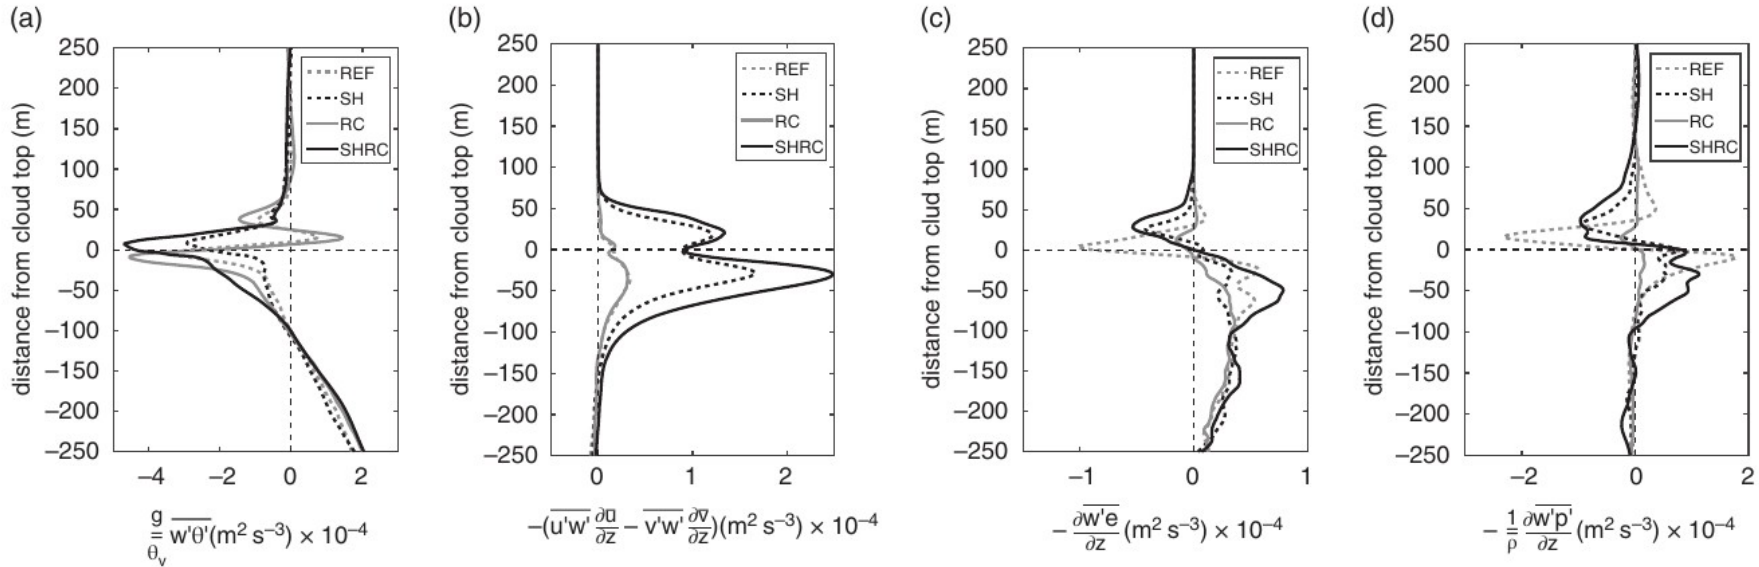 (a)
250
200
150
100
50
0
−50
−100
−150
−200
−250
−4 −2 0 2
distance from cloud top (m)
REF
SH
RC
SHRC
g/θ̿ᵥ w'θ' (m² s⁻³) × 10⁻⁴
(b)
250
200
150
100
50
0
−50
−100
−150
−200
−250
0 1 2
distance from cloud top (m)
REF
SH
RC
SHRC
−(u'w' ∂ū/∂z − v'w' ∂v̄/∂z)(m² s⁻³) × 10⁻⁴
(c)
250
200
150
100
50
0
−50
−100
−150
−200
−250
−1 0 1
distance from clud top (m)
REF
SH
RC
SHRC
− ∂w'e/∂z (m² s⁻³) × 10⁻⁴
(d)
250
200
150
100
50
0
−50
−100
−150
−200
−250
−2 0 2
distance from cloud top (m)
REF
SH
RC
SHRC
− 1/ρ̿ ∂w'p'/∂z (m² s⁻³) × 10⁻⁴